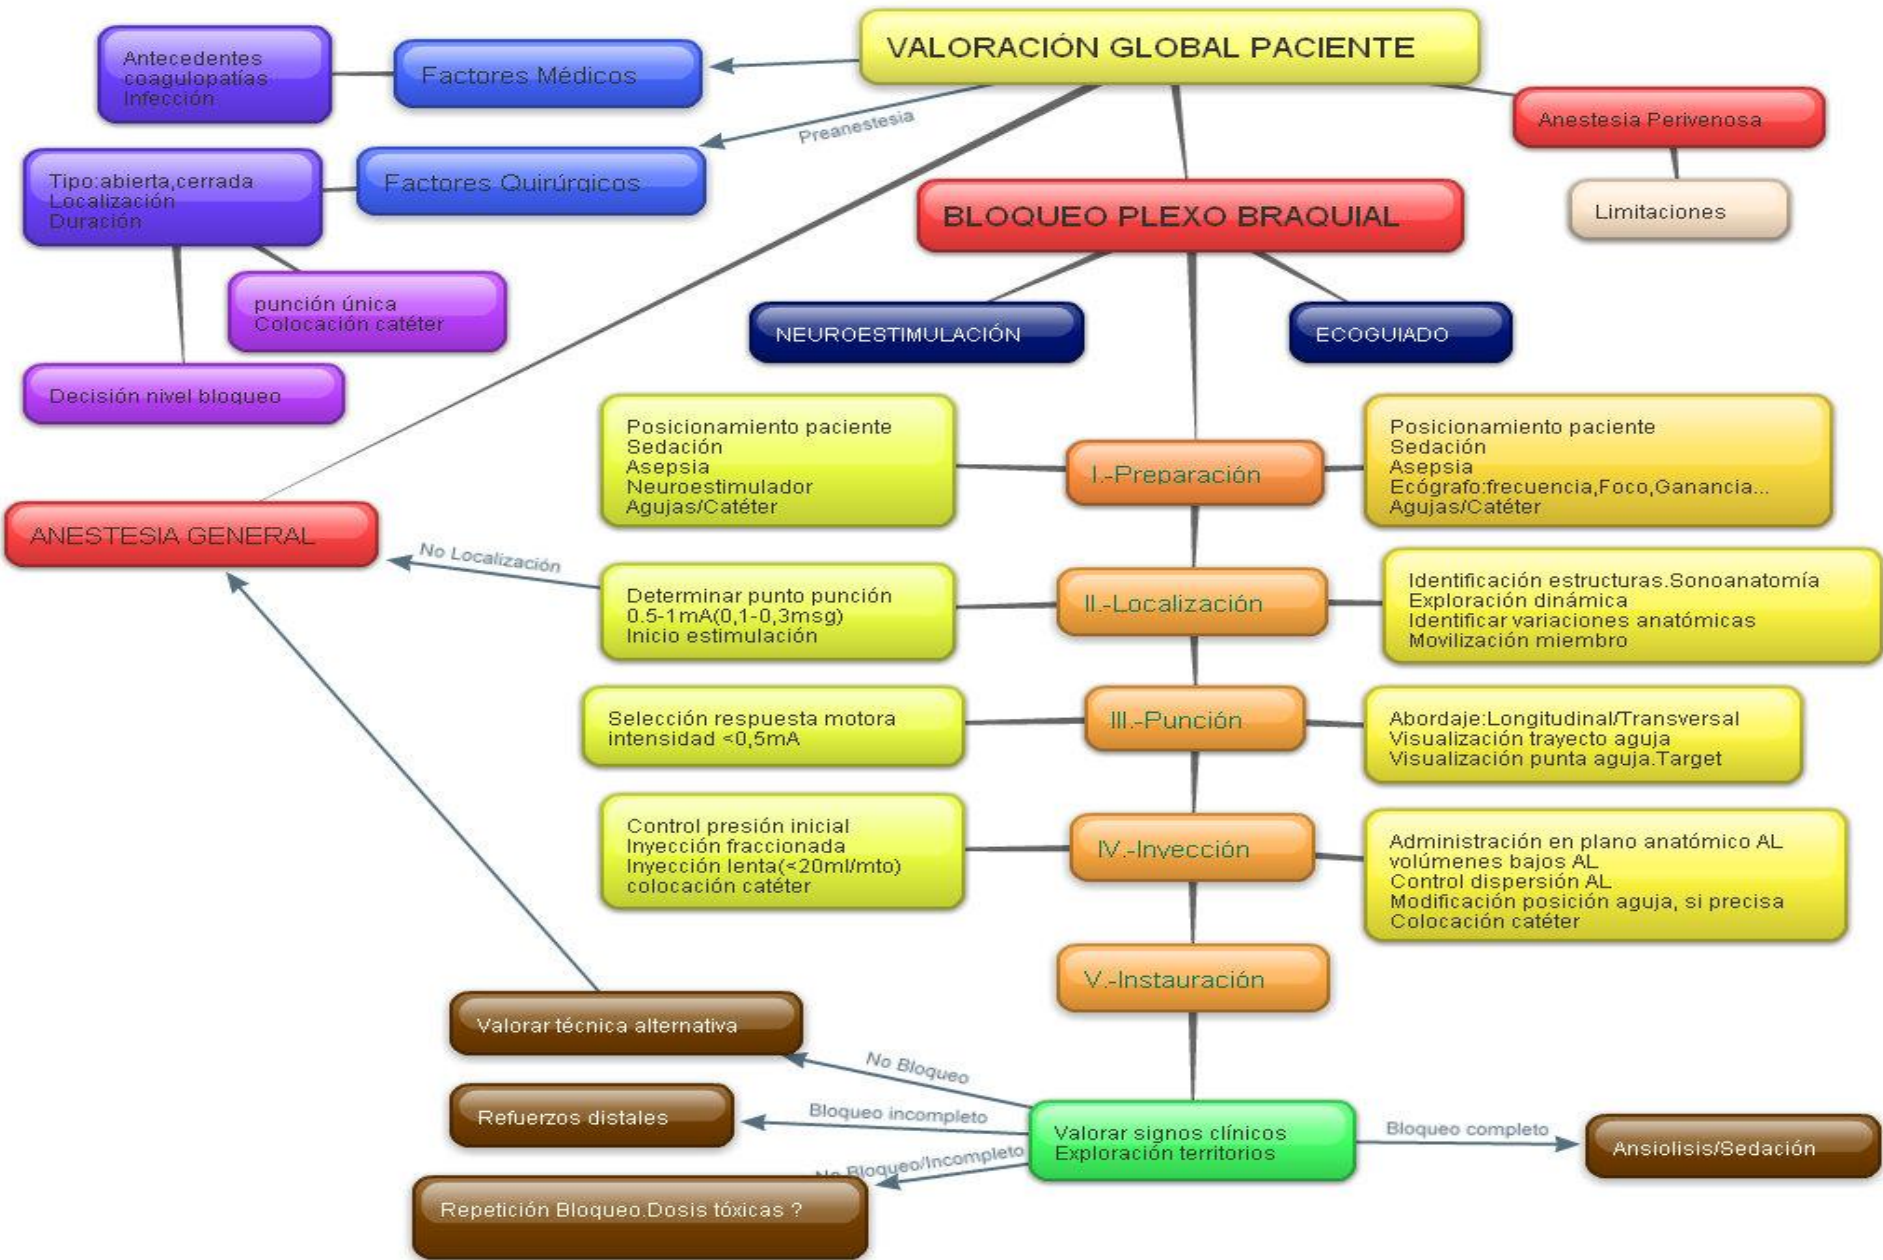 VALORACIÓN GLOBAL PACIENTE
Antecedentes
coagulopatías
Infección
Factores Médicos
Preanestesia
Anestesia Perivenosa
Tipo:abierta,cerrada
Localización
Duración
Factores Quirúrgicos
Limitaciones
BLOQUEO PLEXO BRAQUIAL
punción única
Colocación catéter
NEUROESTIMULACIÓN
ECOGUIADO
Decisión nivel bloqueo
Posicionamiento paciente
Sedación
Asepsia
Neuroestimulador
Agujas/Catéter
I.-Preparación
Posicionamiento paciente
Sedación
Asepsia
Ecógrafo:frecuencia,Foco,Ganancia...
Agujas/Catéter
ANESTESIA GENERAL
No Localización
Determinar punto punción
0.5-1mA(0,1-0,3msg)
Inicio estimulación
II.-Localización
Identificación estructuras.Sonoanatomía
Exploración dinámica
Identificar variaciones anatómicas
Movilización miembro
Selección respuesta motora
intensidad <0,5mA
III.-Punción
Abordaje:Longitudinal/Transversal
Visualización trayecto aguja
Visualización punta aguja.Target
Control presión inicial
Inyección fraccionada
Inyección lenta(<20ml/mto)
colocación catéter
IV.-Inyección
Administración en plano anatómico AL
volúmenes bajos AL
Control dispersión AL
Modificación posición aguja, si precisa
Colocación catéter
V.-Instauración
Valorar técnica alternativa
No Bloqueo
Refuerzos distales
Bloqueo incompleto
Valorar signos clínicos
Exploración territorios
Bloqueo completo
Ansiolisis/Sedación
No Bloqueo/Incompleto
Repetición Bloqueo.Dosis tóxicas ?